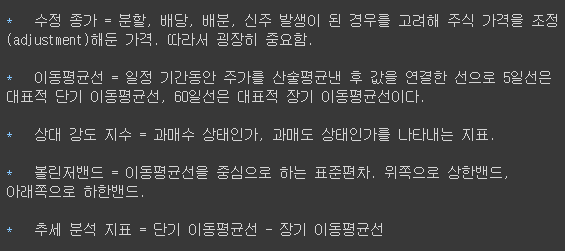 * 수정 종가 = 분할, 배당, 배분, 신주 발생이 된 경우를 고려해 주식 가격을 조정
(adjustment)해둔 가격. 따라서 굉장히 중요함.
* 이동평균선 = 일정 기간동안 주가를 산술평균낸 후 값을 연결한 선으로 5일선은
대표적 단기 이동평균선, 60일선은 대표적 장기 이동평균선이다.
* 상대 강도 지수 = 과매수 상태인가, 과매도 상태인가를 나타내는 지표.
* 볼린저밴드 = 이동평균선을 중심으로 하는 표준편차. 위쪽으로 상한밴드,
아래쪽으로 하한밴드.
* 추세 분석 지표 = 단기 이동평균선 - 장기 이동평균선